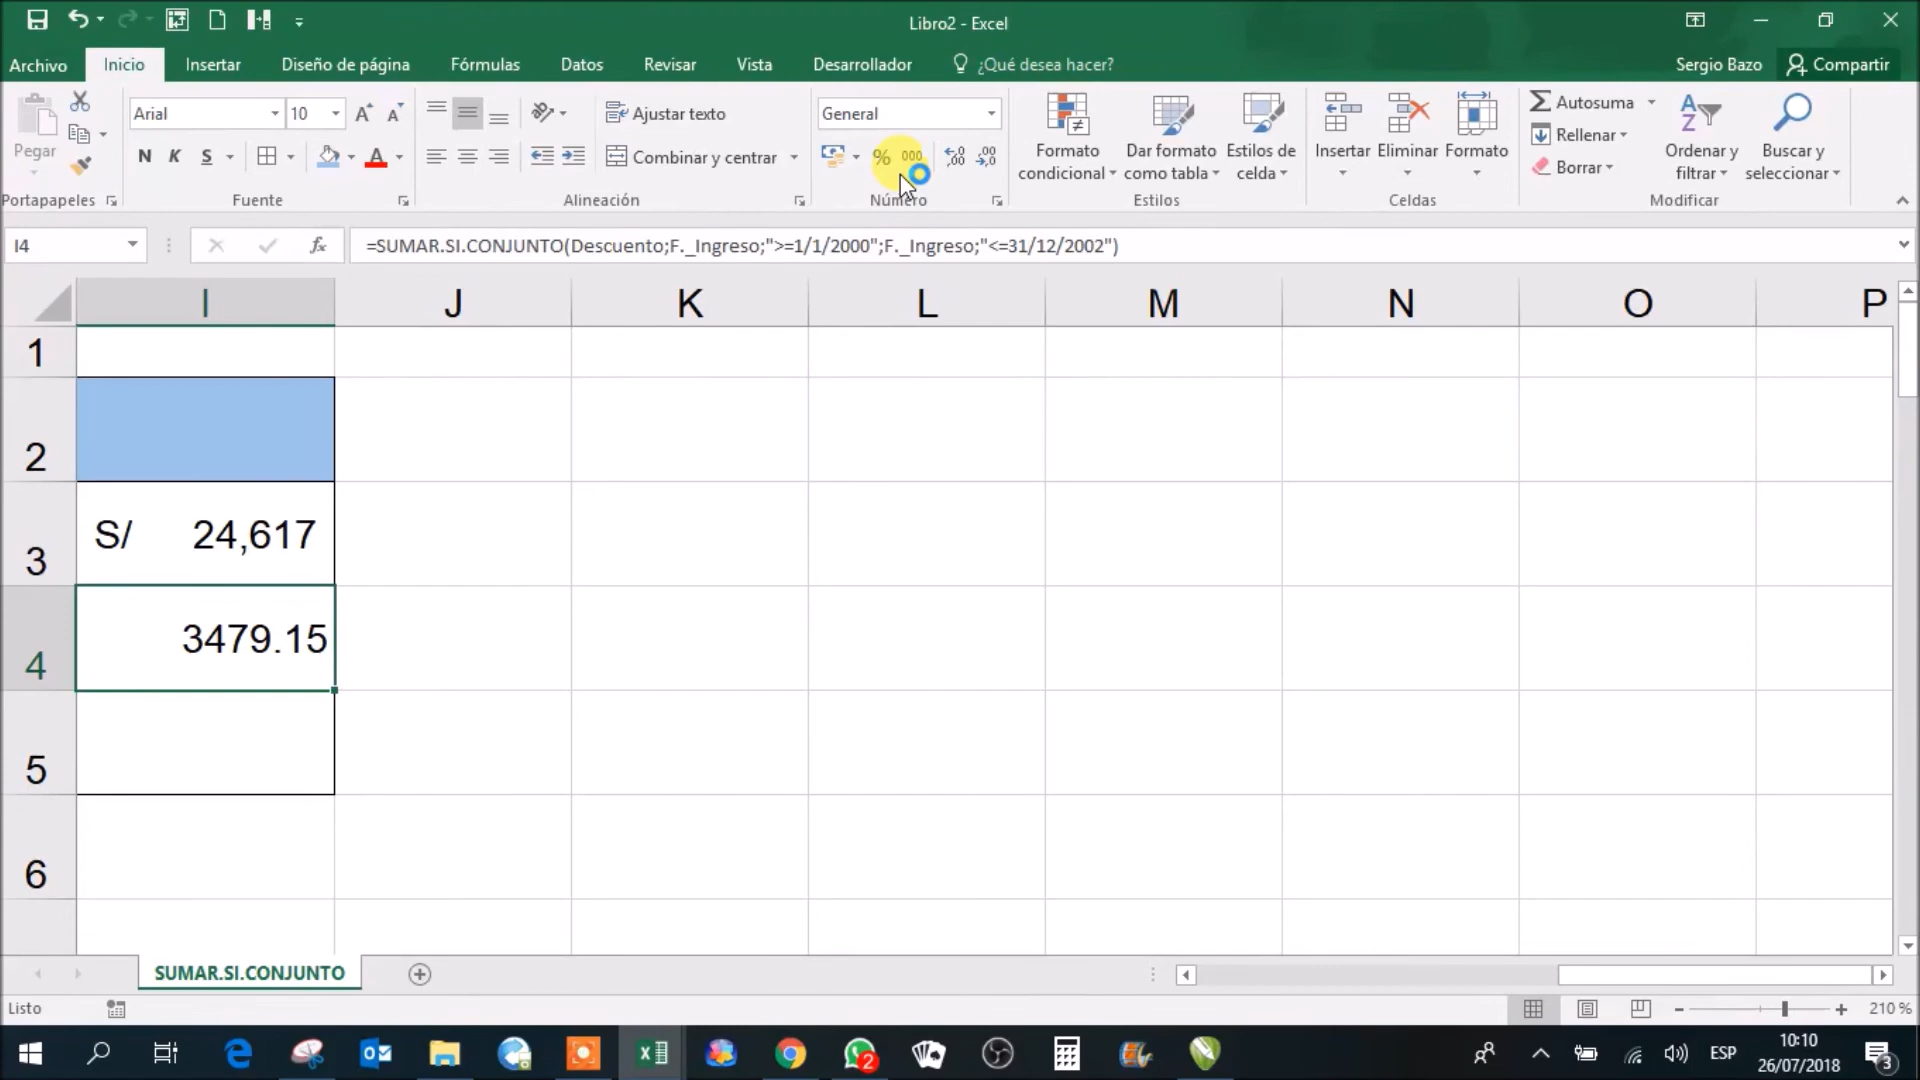 Libro2 - Excel
Archivo Inicio Insertar Diseño de página Fórmulas Datos Revisar Vista Desarrollador ¿Qué desea hacer? Sergio Bazo Compartir
Arial 10 Ajustar texto General Autosuma
Pegar N K S Combinar y centrar % 000 Formato condicional Dar formato como tabla Estilos de celda Insertar Eliminar Formato Rellenar Ordenar y filtrar Buscar y seleccionar
Borrar
Portapapeles Fuente Alineación Número Estilos Celdas Modificar
I4 fx =SUMAR.SI.CONJUNTO(Descuento;F._Ingreso;">=1/1/2000";F._Ingreso;"<=31/12/2002")
I J K L M N O P
1
2
3 S/ 24,617
4 3479.15
5
6
SUMAR.SI.CONJUNTO
Listo 210 %
2 ESP 10:10
26/07/2018 3